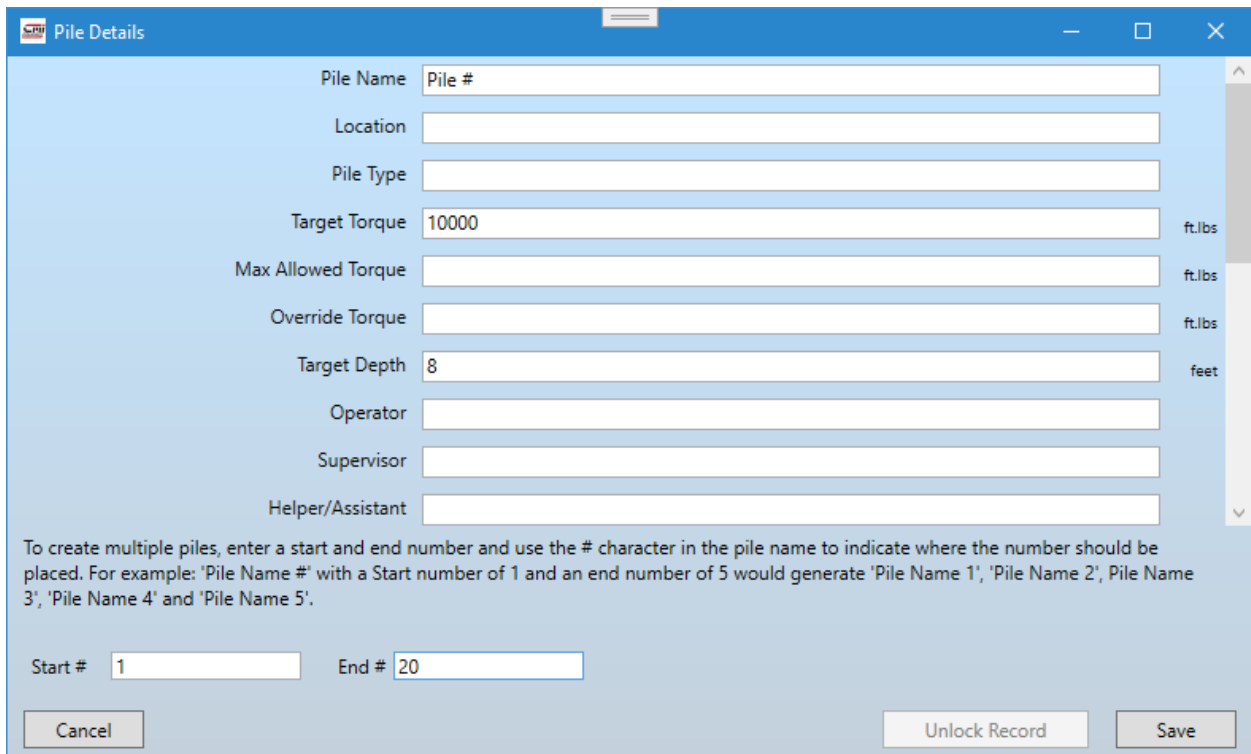 Pile Details
Pile Name Pile #
Location
Pile Type
Target Torque 10000 ft.lbs
Max Allowed Torque ft.lbs
Override Torque ft.lbs
Target Depth 8 feet
Operator
Supervisor
Helper/Assistant
To create multiple piles, enter a start and end number and use the # character in the pile name to indicate where the number should be
placed. For example: 'Pile Name #' with a Start number of 1 and an end number of 5 would generate 'Pile Name 1', 'Pile Name 2', Pile Name
3', 'Pile Name 4' and 'Pile Name 5'.
Start # 1 End # 20
Cancel Unlock Record Save